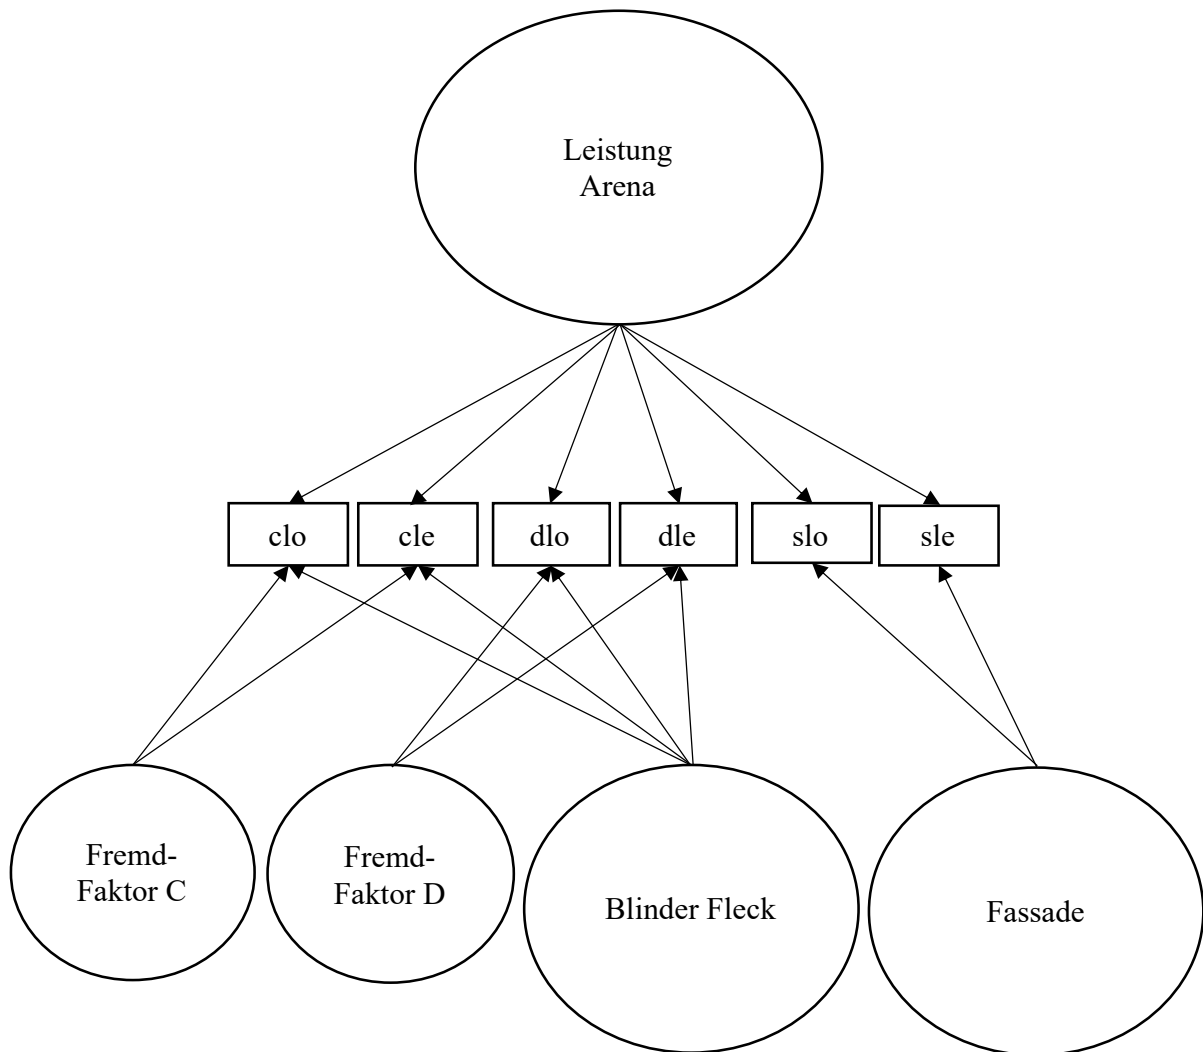 Leistung
Arena
clo
cle
dlo
dle
slo
sle
Fremd-
Faktor C
Fremd-
Faktor D
Blinder Fleck
Fassade